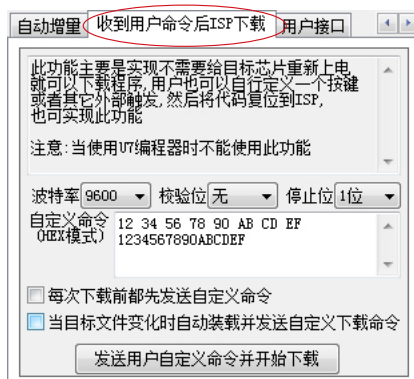 自动增量 收到用户命令后ISP下载 用户接口
此功能主要是实现不需要给目标芯片重新上电
就可以下载程序,用户也可以自行定义一个按键
或者其它外部触发,然后将代码复位到ISP,
也可实现此功能
注意:当使用U7编程器时不能使用此功能
波特率 9600 校验位 无 停止位 1位
自定义命令 12 34 56 78 90 AB CD EF
(HEX模式) 1234567890ABCDEF
每次下载前都先发送自定义命令
当目标文件变化时自动装载并发送自定义下载命令
发送用户自定义命令并开始下载